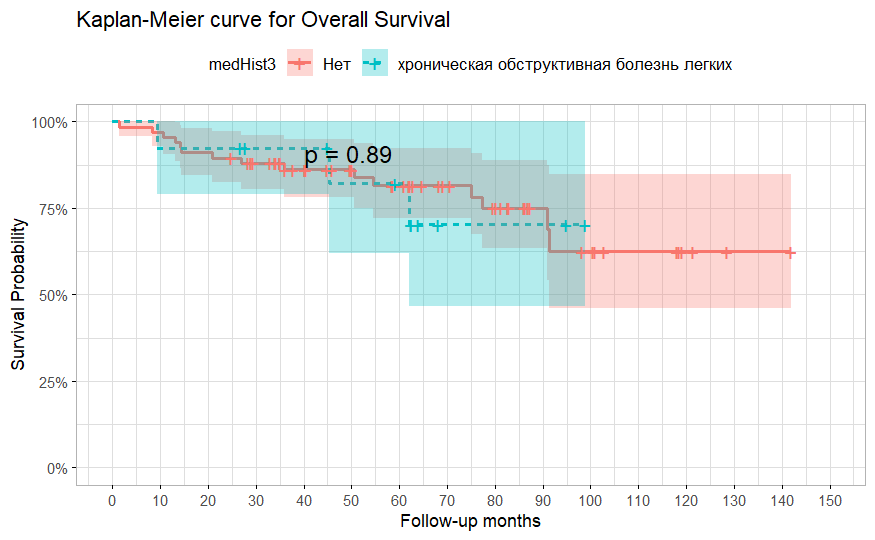 Kaplan-Meier curve for Overall Survival
medHist3 Нет хроническая обструктивная болезнь легких
100%
75%
50%
25%
0%
Survival Probability
p = 0.89
0 10 20 30 40 50 60 70 80 90 100 110 120 130 140 150
Follow-up months